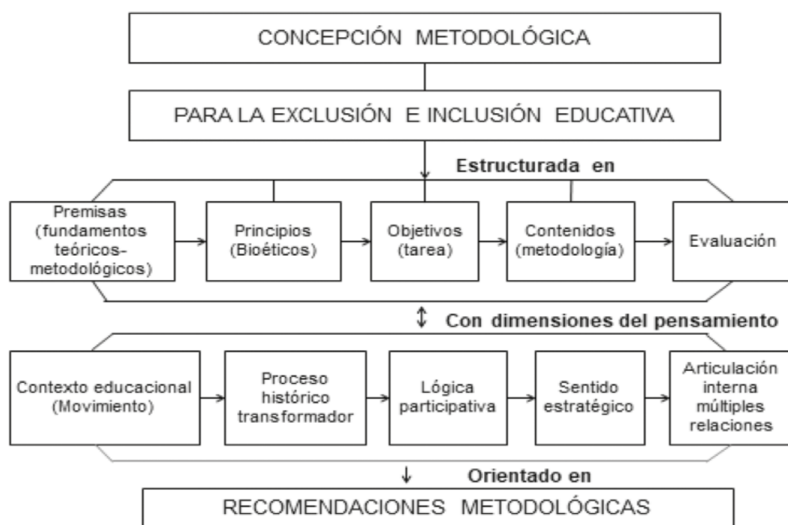 CONCEPCIÓN METODOLÓGICA
PARA LA EXCLUSIÓN E INCLUSIÓN EDUCATIVA
Estructurada en
Premisas
(fundamentos
teóricos-
metodológicos)
Principios
(Bioéticos)
Objetivos
(tarea)
Contenidos
(metodología)
Evaluación
Con dimensiones del pensamiento
Contexto educacional
(Movimiento)
Proceso
histórico
transformador
Lógica
participativa
Sentido
estratégico
Articulación
interna
múltiples
relaciones
Orientado en
RECOMENDACIONES METODOLÓGICAS